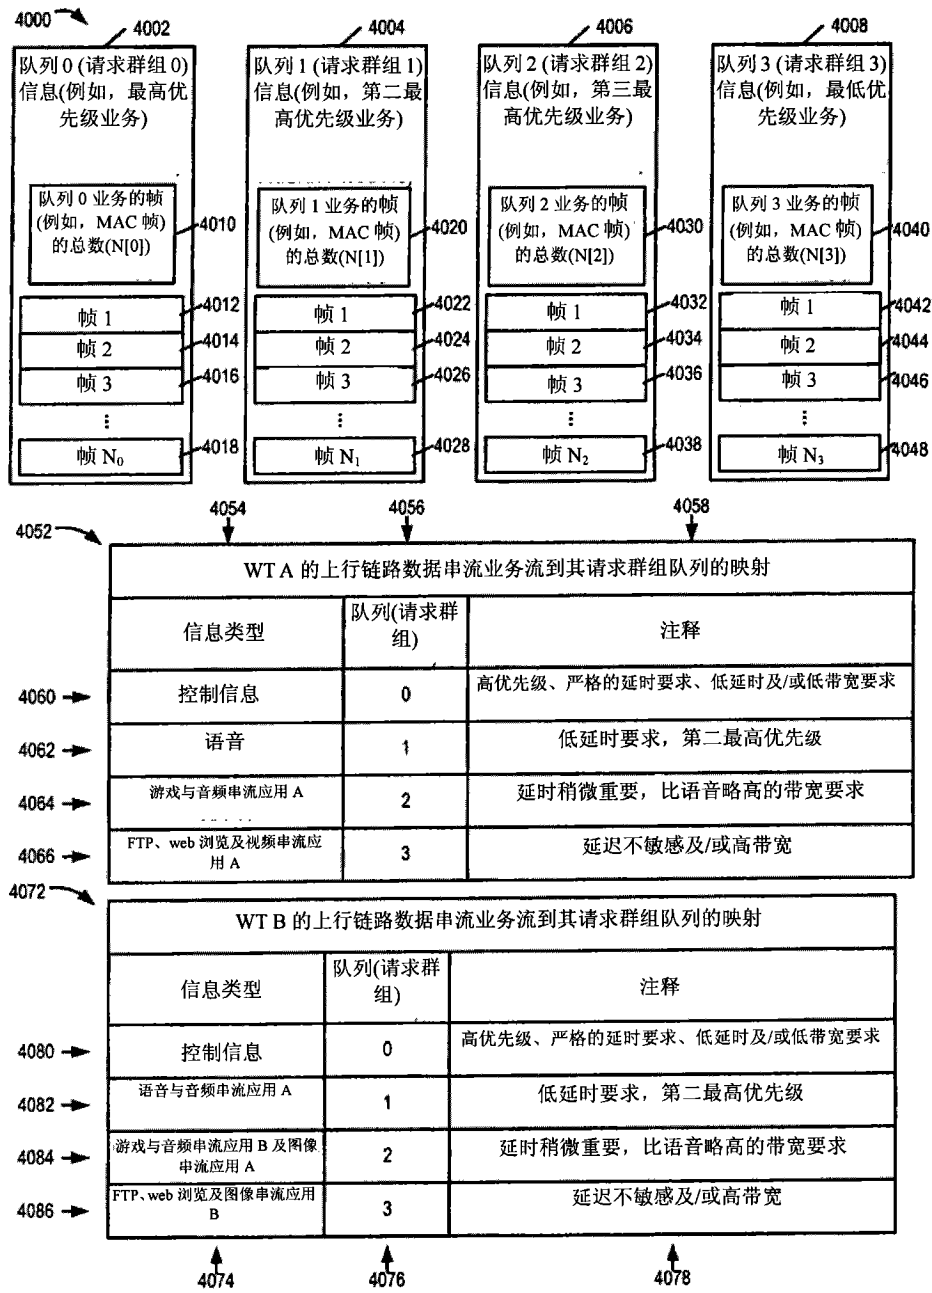 4000
4002
4004
4006
4008
队列 0 (请求群组 0)
信息(例如，最高优
先级业务)
队列 1 (请求群组 1)
信息(例如，第二最
高优先级业务)
队列 2 (请求群组 2)
信息(例如，第三最
高优先级业务)
队列 3 (请求群组 3)
信息(例如，最低优
先级业务)
队列 0 业务的帧
(例如，MAC 帧)
的总数(N[0])
4010
队列 1 业务的帧
(例如，MAC 帧)
的总数(N[1])
4020
队列 2 业务的帧
(例如，MAC 帧)
的总数(N[2])
4030
队列 3 业务的帧
(例如，MAC 帧)
的总数(N[3])
4040
帧 1
4012
帧 1
4022
帧 1
4032
帧 1
4042
帧 2
4014
帧 2
4024
帧 2
4034
帧 2
4044
帧 3
4016
帧 3
4026
帧 3
4036
帧 3
4046
⋮
⋮
⋮
⋮
帧 N₀
4018
帧 N₁
4028
帧 N₂
4038
帧 N₃
4048
4052
4054
4056
4058
WT A 的上行链路数据串流业务流到其请求群组队列的映射
信息类型
队列(请求群
组)
注释
4060
控制信息
0
高优先级、严格的延时要求、低延时及/或低带宽要求
4062
语音
1
低延时要求，第二最高优先级
4064
游戏与音频串流应用 A
2
延时稍微重要，比语音略高的带宽要求
4066
FTP、web 浏览及视频串流应
用 A
3
延迟不敏感及/或高带宽
4072
WT B 的上行链路数据串流业务流到其请求群组队列的映射
信息类型
队列(请求群
组)
注释
4080
控制信息
0
高优先级、严格的延时要求、低延时及/或低带宽要求
4082
语音与音频串流应用 A
1
低延时要求，第二最高优先级
4084
游戏与音频串流应用 B 及图像
串流应用 A
2
延时稍微重要，比语音略高的带宽要求
4086
FTP、web 浏览及图像串流应用
B
3
延迟不敏感及/或高带宽
4074
4076
4078